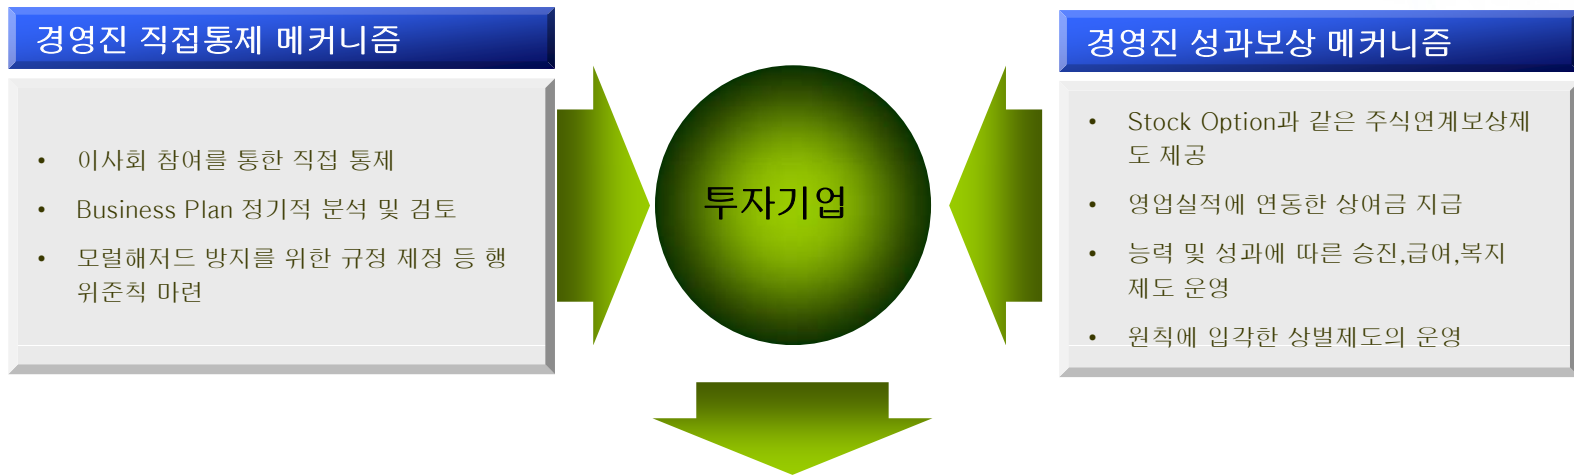 경영진 직접통제 메커니즘
• 이사회 참여를 통한 직접 통제
• Business Plan 정기적 분석 및 검토
• 모럴해저드 방지를 위한 규정 제정 등 행
위준칙 마련
투자기업
경영진 성과보상 메커니즘
• Stock Option과 같은 주식연계보상제
도 제공
• 영업실적에 연동한 상여금 지급
• 능력 및 성과에 따른 승진,급여,복지
제도 운영
• 원칙에 입각한 상벌제도의 운영